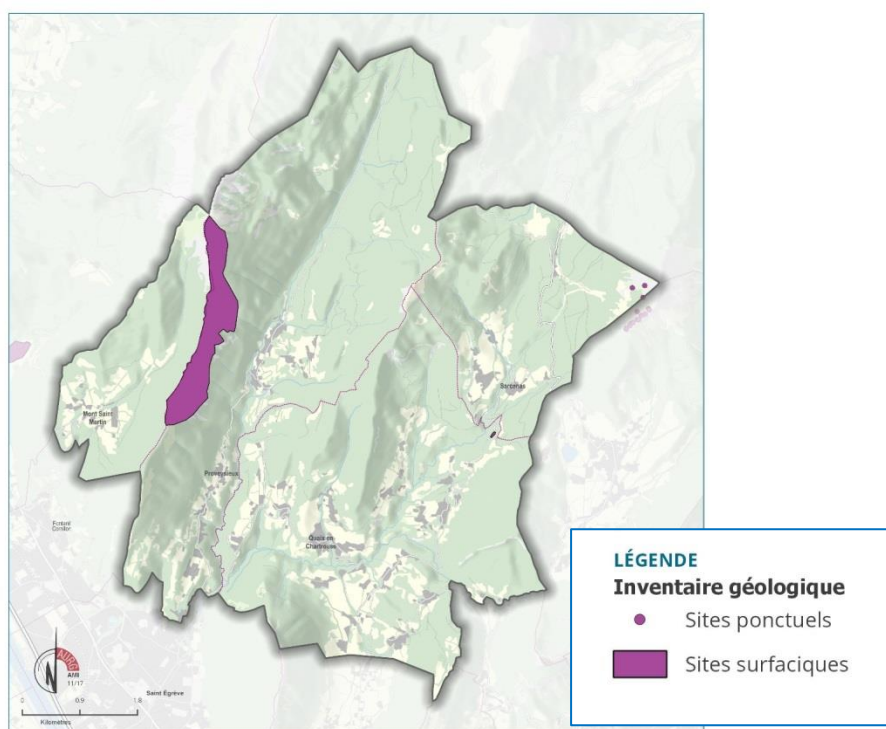 Sarcenas
Mont Saint
Martin
Proveysieux
Quaix en
Chartreuse
Saint Egrève
N
AURG
AMI
11/17
0 0.9 1.8
Kilomètres
LÉGENDE
Inventaire géologique
Sites ponctuels
Sites surfaciques